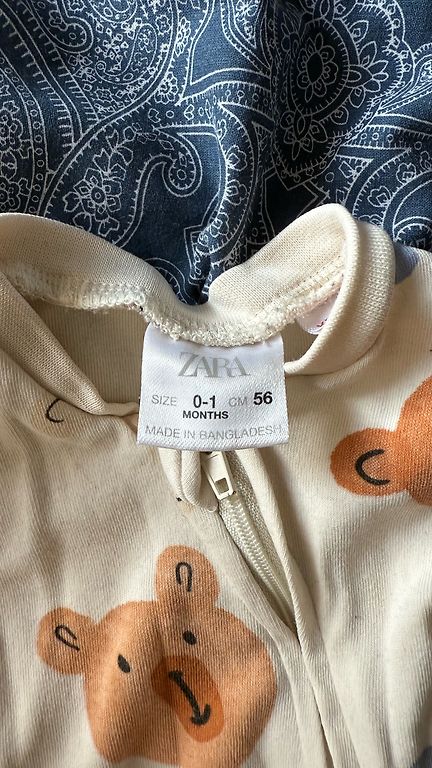 ZARA
SIZE 0-1 CM 56
MONTHS
MADE IN BANGLADESH